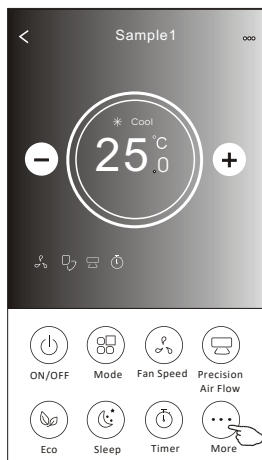 Sample1
Cool
25.0°C
ON/OFF Mode Fan Speed Precision Air Flow
Eco Sleep Timer More